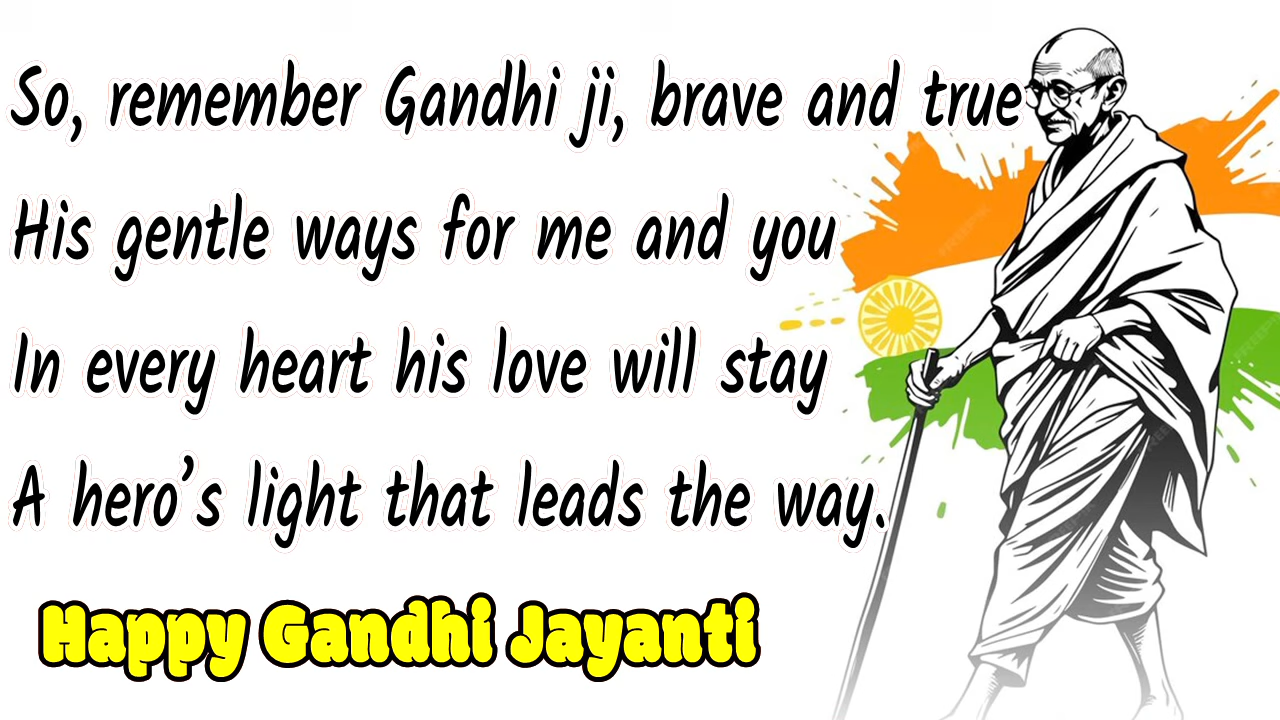 So, remember Gandhi ji, brave and true
His gentle ways for me and you
In every heart his love will stay
A hero’s light that leads the way.
Happy Gandhi Jayanti